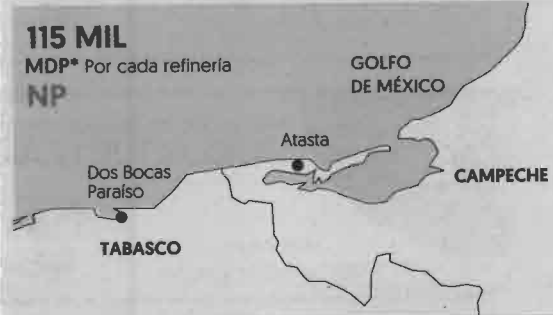 115 MIL
MDP* Por cada refinería
NP
GOLFO
DE MÉXICO
Atasta
Dos Bocas
Paraíso
CAMPECHE
TABASCO